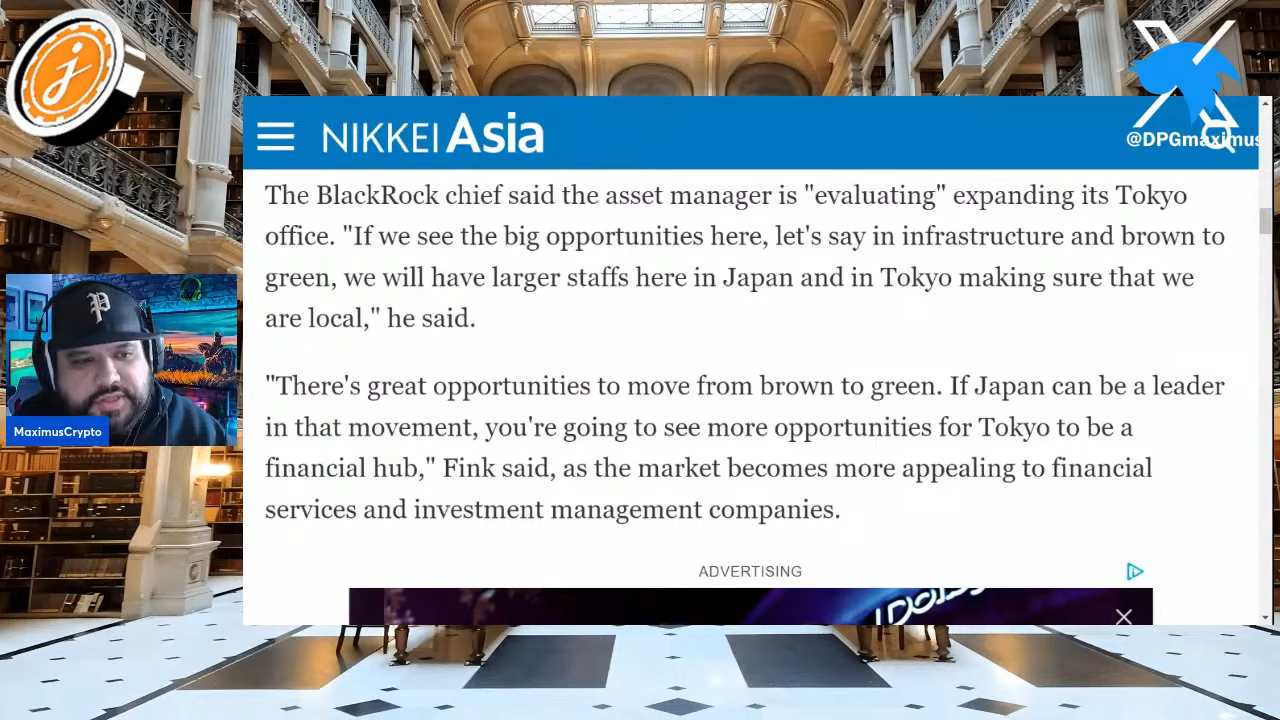 NIKKEI Asia
@DPGmaximus
The BlackRock chief said the asset manager is "evaluating" expanding its Tokyo
office. "If we see the big opportunities here, let's say in infrastructure and brown to
green, we will have larger staffs here in Japan and in Tokyo making sure that we
are local," he said.
"There's great opportunities to move from brown to green. If Japan can be a leader
in that movement, you're going to see more opportunities for Tokyo to be a
financial hub," Fink said, as the market becomes more appealing to financial
services and investment management companies.
MaximusCrypto
ADVERTISING